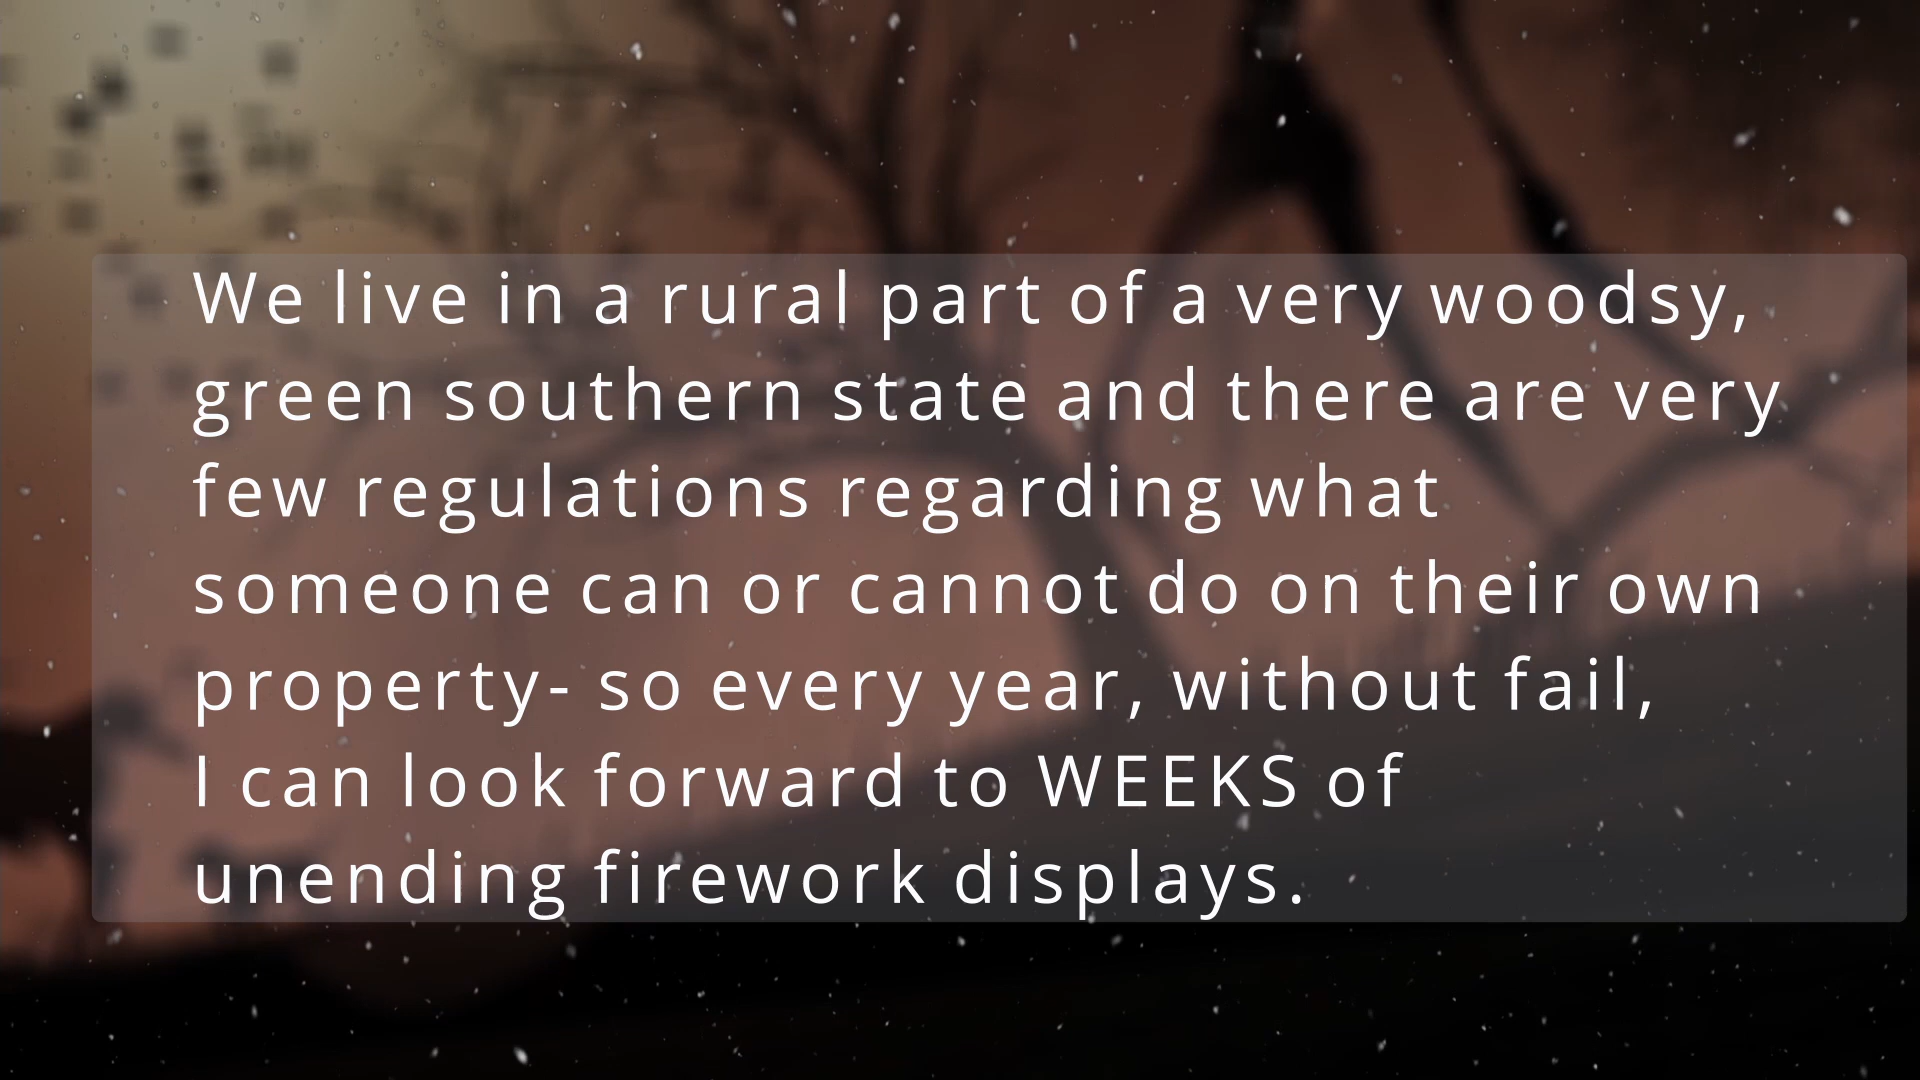 We live in a rural part of a very woodsy,
green southern state and there are very
few regulations regarding what
someone can or cannot do on their own
property- so every year, without fail,
I can look forward to WEEKS of
unending firework displays.